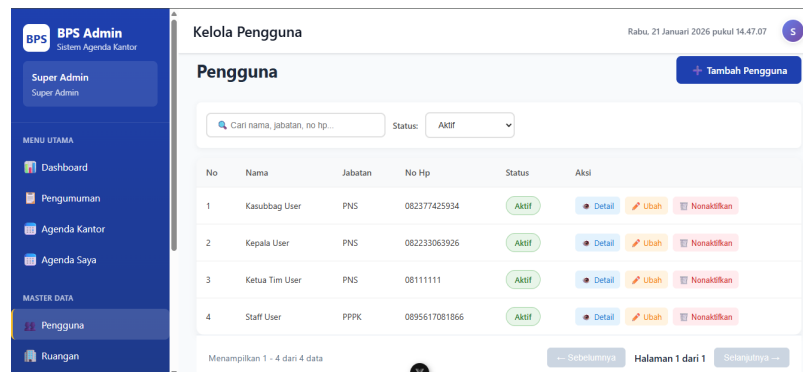 BPS
BPS Admin
Sistem Agenda Kantor
Super Admin
Super Admin
MENU UTAMA
Dashboard
Pengumuman
Agenda Kantor
Agenda Saya
MASTER DATA
Pengguna
Ruangan
Kelola Pengguna
Rabu, 21 Januari 2026 pukul 14.47.07
S
Pengguna
+ Tambah Pengguna
Cari nama, jabatan, no hp...
Status: Aktif
No Nama Jabatan No Hp Status Aksi
1 Kasubbag User PNS 082377425934 Aktif Detail Ubah Nonaktifkan
2 Kepala User PNS 082233063926 Aktif Detail Ubah Nonaktifkan
3 Ketua Tim User PNS 08111111 Aktif Detail Ubah Nonaktifkan
4 Staff User PPPK 0895617081866 Aktif Detail Ubah Nonaktifkan
Menampilkan 1 - 4 dari 4 data
← Sebelumnya Halaman 1 dari 1 Selanjutnya →